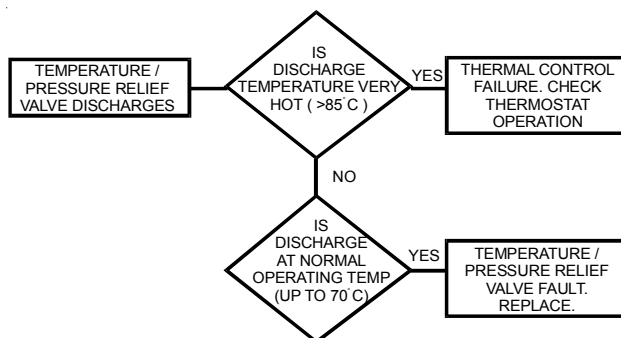 TEMPERATURE /
PRESSURE RELIEF
VALVE DISCHARGES
IS
DISCHARGE
TEMPERATURE VERY
HOT ( >85°C )
YES
THERMAL CONTROL
FAILURE. CHECK
THERMOSTAT
OPERATION
NO
IS
DISCHARGE
AT NORMAL
OPERATING TEMP
(UP TO 70°C)
YES
TEMPERATURE /
PRESSURE RELIEF
VALVE FAULT.
REPLACE.